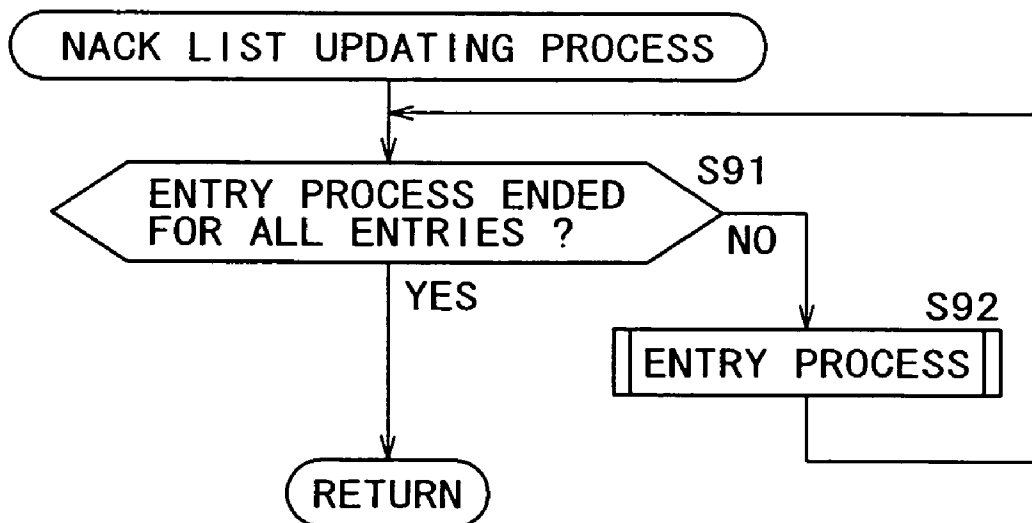 NACK LIST UPDATING PROCESS
S91
ENTRY PROCESS ENDED
FOR ALL ENTRIES ?
NO
YES
S92
ENTRY PROCESS
RETURN